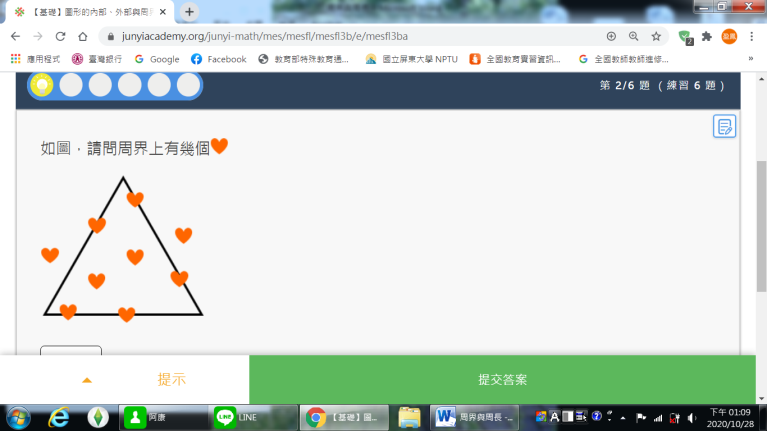 【基礎】圖形的內部、外部與周界
junyiacademy.org/junyi-math/mes/mesfl/mesfl3b/e/mesfl3ba
應用程式 臺灣銀行 Google Facebook 教育部特殊教育通... 國立屏東大學 NPTU 全國教育實習資訊... 全國教師教師進修... »
第 2/6 題 （練習 6 題）
如圖，請問周界上有幾個
提示
提交答案
阿康 LINE 【基礎】圖... 周界與周長 -...
下午 01:09
2020/10/28